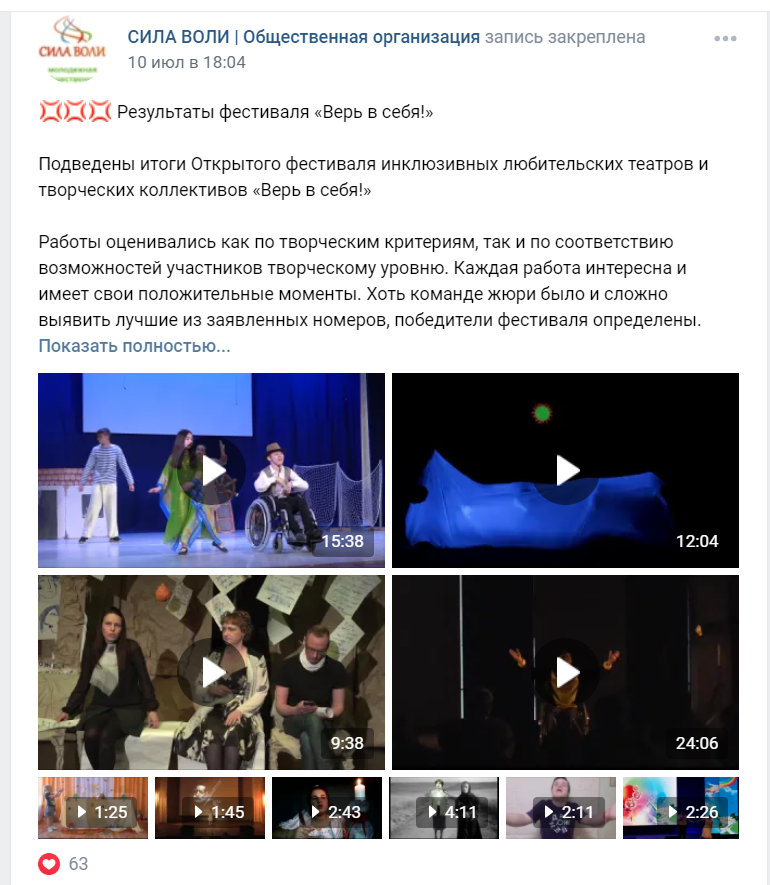 СИЛА ВОЛИ
МОЛОДЕЖНАЯ
СИЛА ВОЛИ | Общественная организация запись закреплена
10 июл в 18:04
Результаты фестиваля «Верь в себя!»
Подведены итоги Открытого фестиваля инклюзивных любительских театров и
творческих коллективов «Верь в себя!»
Работы оценивались как по творческим критериям, так и по соответствию
возможностей участников творческому уровню. Каждая работа интересна и
имеет свои положительные моменты. Хоть команде жюри было и сложно
выявить лучшие из заявленных номеров, победители фестиваля определены.
Показать полностью...
15:38
12:04
9:38
24:06
1:25
1:45
2:43
4:11
2:11
2:26
63